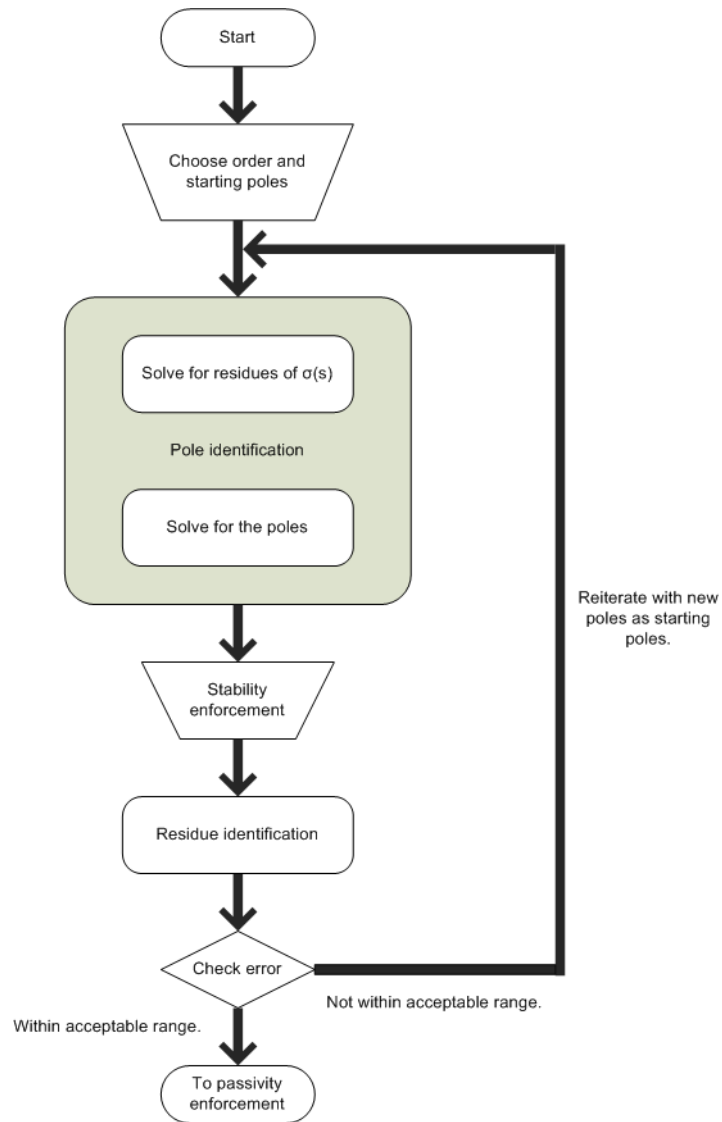 Start
Choose order and
starting poles
Solve for residues of σ(s)
Pole identification
Solve for the poles
Reiterate with new
poles as starting
poles.
Stability
enforcement
Residue identification
Check error
Not within acceptable range.
Within acceptable range.
To passivity
enforcement